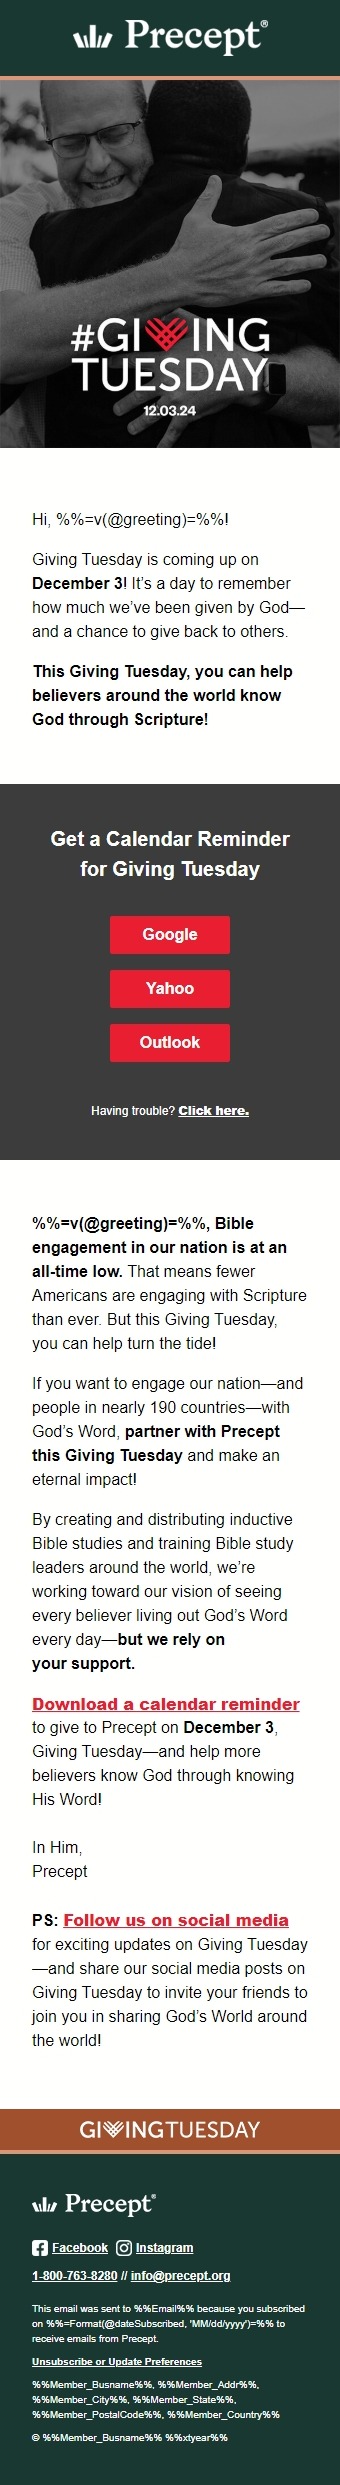 Precept®
#GIVING
TUESDAY
12.03.24
Hi, %%=v(@greeting)=%%!
Giving Tuesday is coming up on
December 3! It’s a day to remember
how much we’ve been given by God—
and a chance to give back to others.
This Giving Tuesday, you can help
believers around the world know
God through Scripture!
Get a Calendar Reminder
for Giving Tuesday
Google
Yahoo
Outlook
Having trouble? Click here.
%%=v(@greeting)=%%, Bible
engagement in our nation is at an
all-time low. That means fewer
Americans are engaging with Scripture
than ever. But this Giving Tuesday,
you can help turn the tide!
If you want to engage our nation—and
people in nearly 190 countries—with
God’s Word, partner with Precept
this Giving Tuesday and make an
eternal impact!
By creating and distributing inductive
Bible studies and training Bible study
leaders around the world, we’re
working toward our vision of seeing
every believer living out God’s Word
every day—but we rely on
your support.
Download a calendar reminder
to give to Precept on December 3,
Giving Tuesday—and help more
believers know God through knowing
His Word!
In Him,
Precept
PS: Follow us on social media
for exciting updates on Giving Tuesday
—and share our social media posts on
Giving Tuesday to invite your friends to
join you in sharing God’s World around
the world!
GIVINGTUESDAY
Precept®
Facebook Instagram
1-800-763-8280 // info@precept.org
This email was sent to %%Email%% because you subscribed
on %%=Format(@dateSubscribed, 'MM/dd/yyyy')=%% to
receive emails from Precept.
Unsubscribe or Update Preferences
%%Member_Busname%%, %%Member_Addr%%,
%%Member_City%%, %%Member_State%%,
%%Member_PostalCode%%, %%Member_Country%%
© %%Member_Busname%% %%xtyear%%